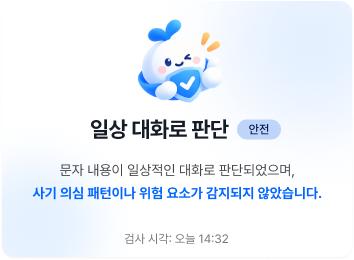 일상 대화로 판단 안전
문자 내용이 일상적인 대화로 판단되었으며,
사기 의심 패턴이나 위험 요소가 감지되지 않았습니다.
검사 시각: 오늘 14:32